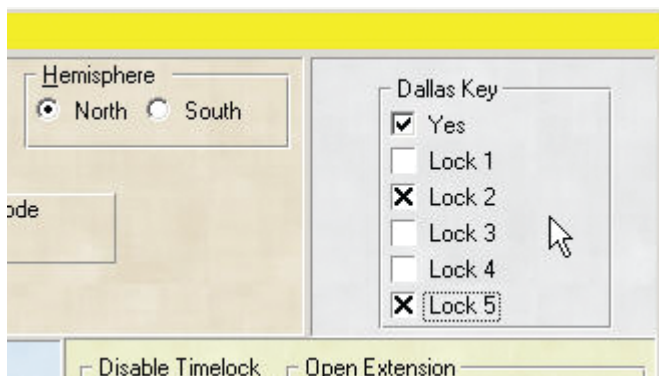 Hemisphere
North South
Dallas Key
Yes
Lock 1
Lock 2
Lock 3
Lock 4
Lock 5
Disable Timelock Open Extension